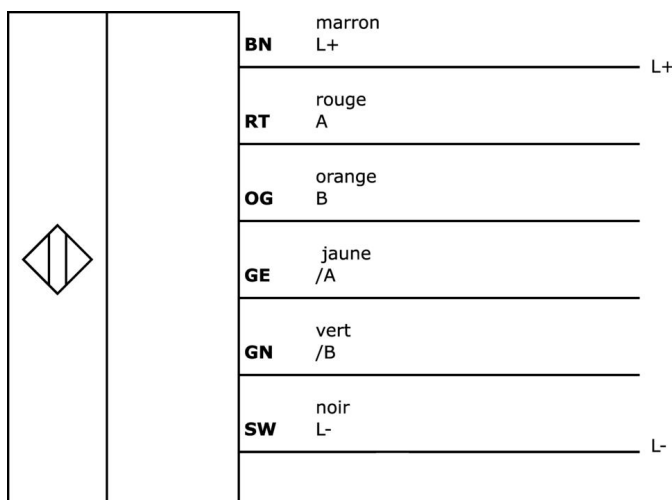 marron
BN L+
L+
rouge
RT A
orange
OG B
jaune
GE /A
vert
GN /B
noir
SW L-
L-